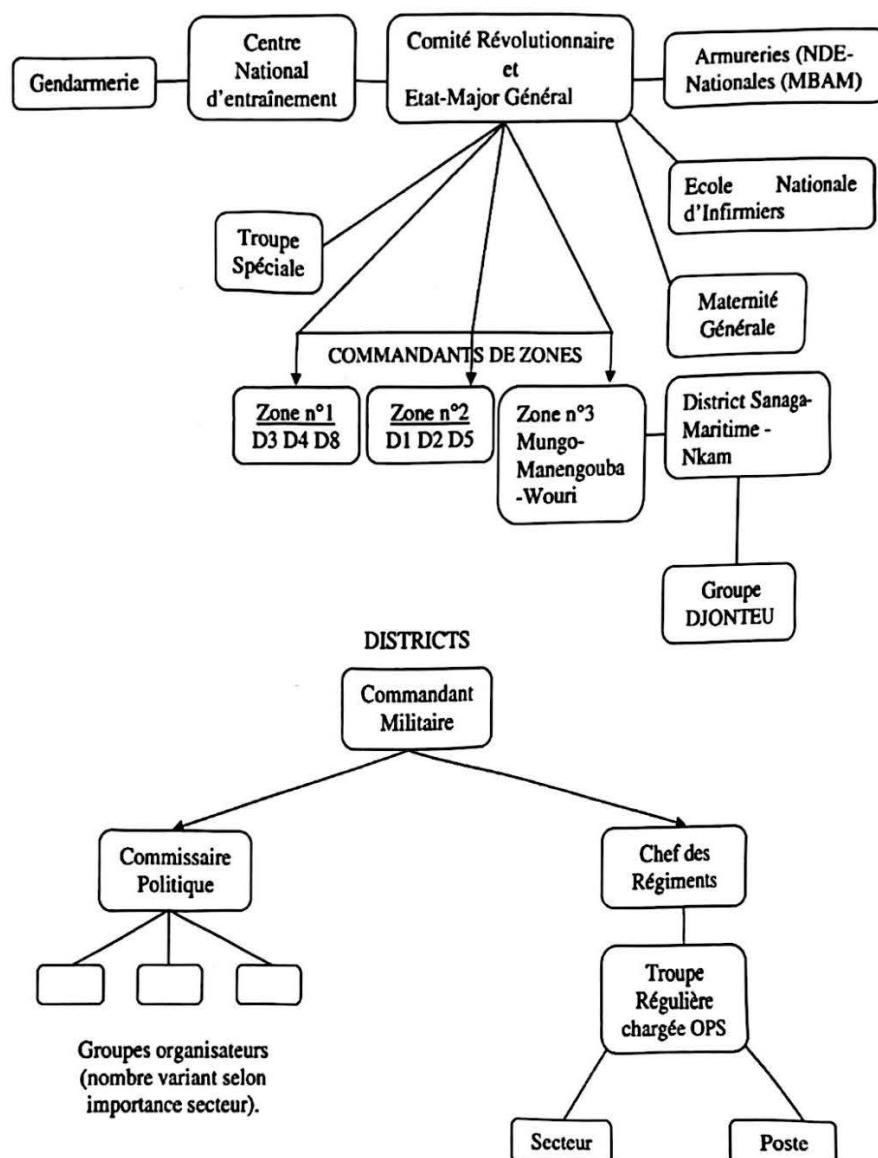 Gendarmerie
Centre
National
d'entraînement
Comité Révolutionnaire
et
Etat-Major Général
Armureries (NDE-
Nationales (MBAM)
Ecole Nationale
d'Infirmiers
Troupe
Spéciale
Maternité
Générale
COMMANDANTS DE ZONES
Zone n°1
D3 D4 D8
Zone n°2
D1 D2 D5
Zone n°3
Mungo-
Manengouba
-Wouri
District Sanaga-
Maritime -
Nkam
Groupe
DJONTEU
DISTRICTS
Commandant
Militaire
Commissaire
Politique
Chef des
Régiments
Troupe
Régulière
chargée OPS
Groupes organisateurs
(nombre variant selon
importance secteur).
Secteur
Poste